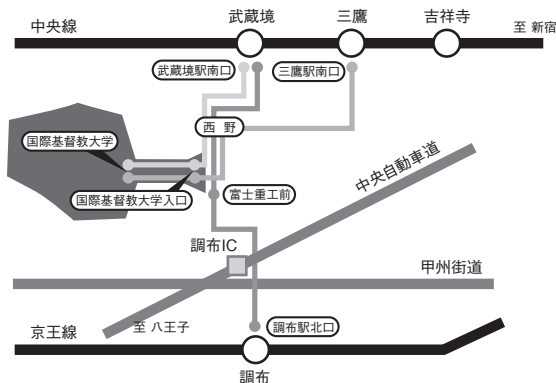 武蔵境
三鷹
吉祥寺
中央線
至 新宿
武蔵境駅南口
三鷹駅南口
西 野
国際基督教大学
国際基督教大学入口
富士重工前
中央自動車道
調布IC
甲州街道
至 八王子
調布駅北口
京王線
調布